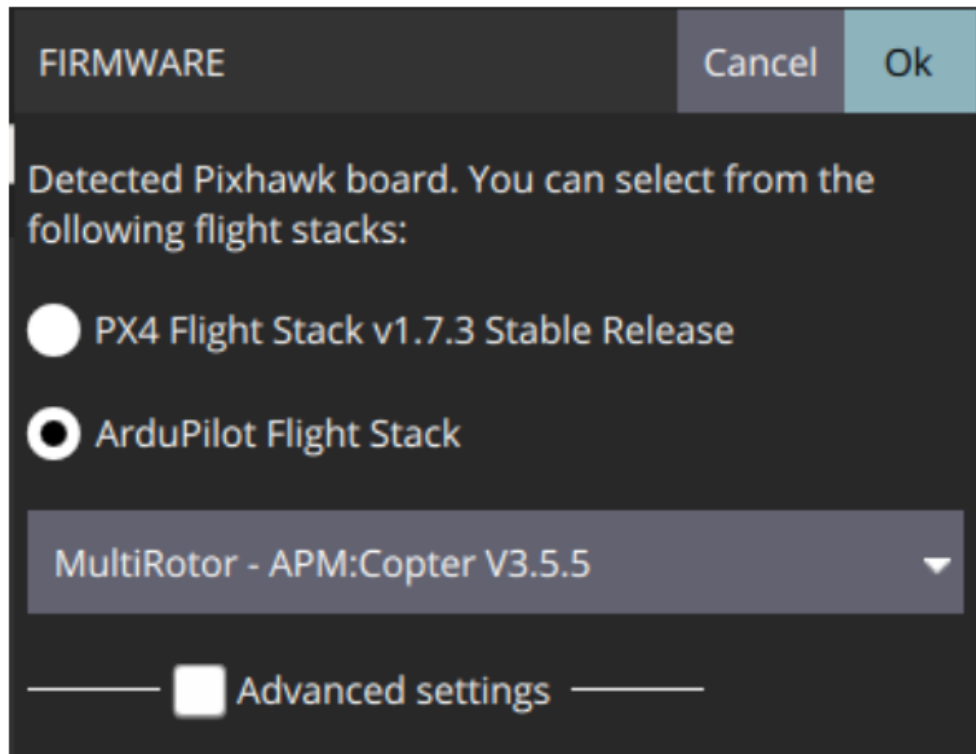 FIRMWARE Cancel Ok
Detected Pixhawk board. You can select from the
following flight stacks:
PX4 Flight Stack v1.7.3 Stable Release
ArduPilot Flight Stack
MultiRotor - APM:Copter V3.5.5
Advanced settings